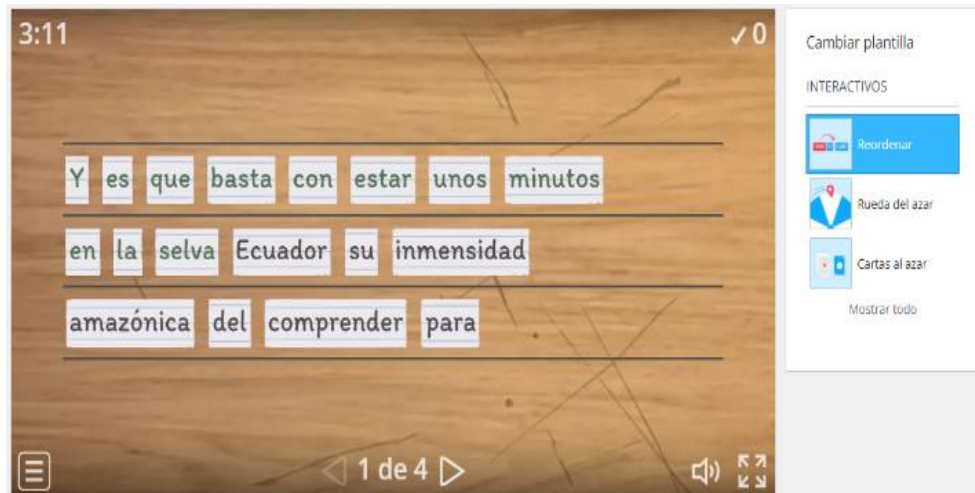 3:11
✓ 0
Y es que basta con estar unos minutos
en la selva Ecuador su inmensidad
amazónica del comprender para
1 de 4
Cambiar plantilla
INTERACTIVOS
Reordenar
Rueda del azar
Cartas al azar
Mostrar todo